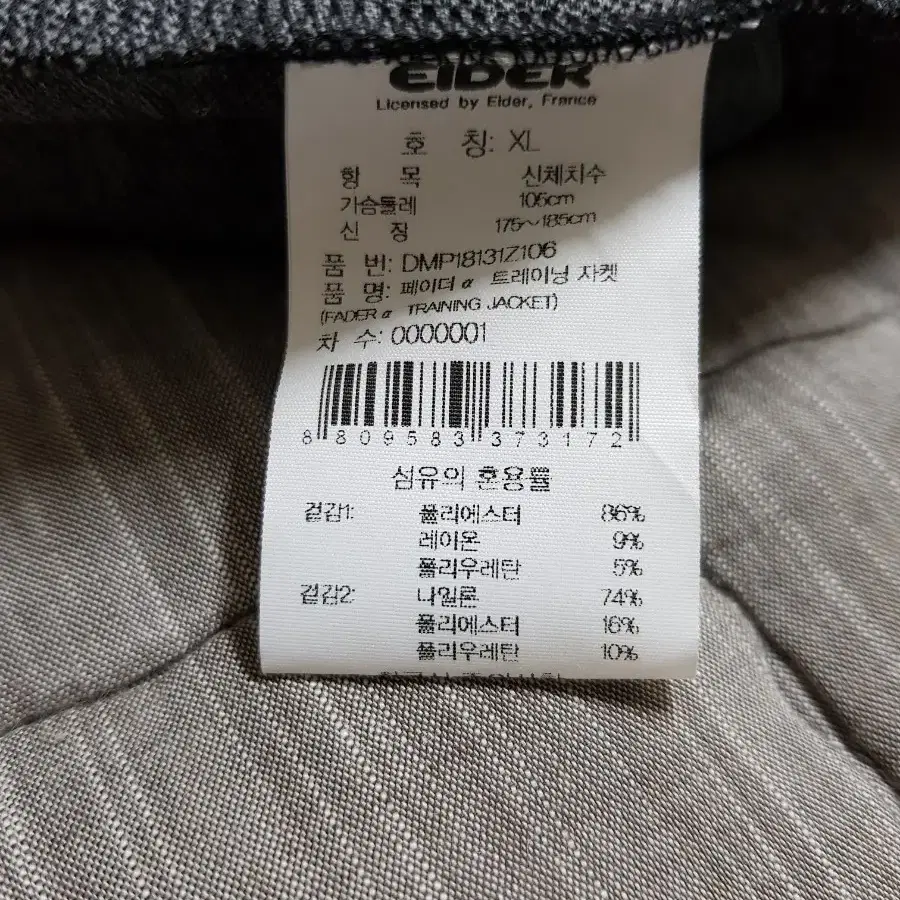 EIDER
Licensed by Eider, France
호 칭: XL
항 목 신체치수
가슴둘레 105cm
신 장 175~185cm
품 번: DMP18131Z106
품 명: 페이더 α 트레이닝 자켓
(FADER α TRAINING JACKET)
차 수: 0000001
8 809583 373172
섬유의 혼용률
겉감1: 폴리에스터 86%
레이온 9%
폴리우레탄 5%
겉감2: 나일론 74%
폴리에스터 16%
폴리우레탄 10%